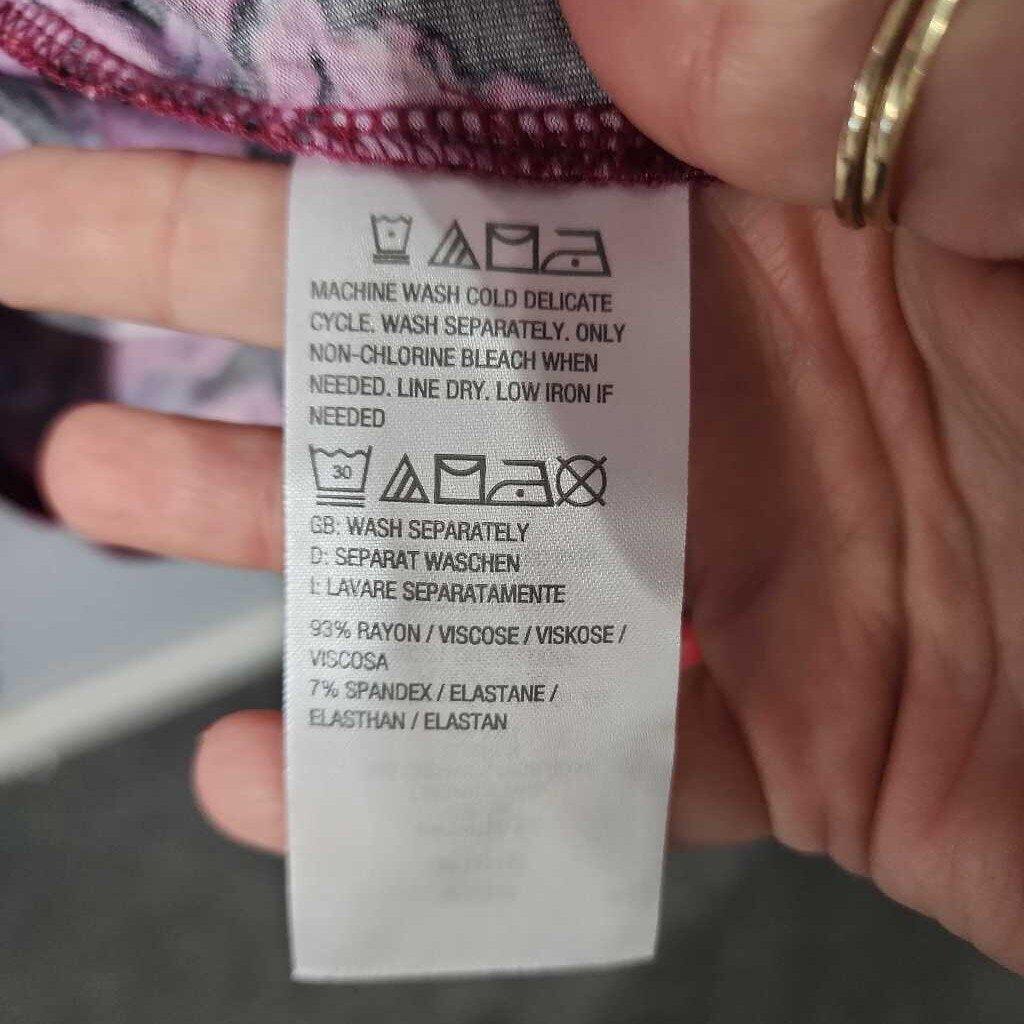 MACHINE WASH COLD DELICATE
CYCLE. WASH SEPARATELY. ONLY
NON-CHLORINE BLEACH WHEN
NEEDED. LINE DRY. LOW IRON IF
NEEDED
30
GB: WASH SEPARATELY
D: SEPARAT WASCHEN
I: LAVARE SEPARATAMENTE
93% RAYON / VISCOSE / VISKOSE /
VISCOSA
7% SPANDEX / ELASTANE /
ELASTHAN / ELASTAN